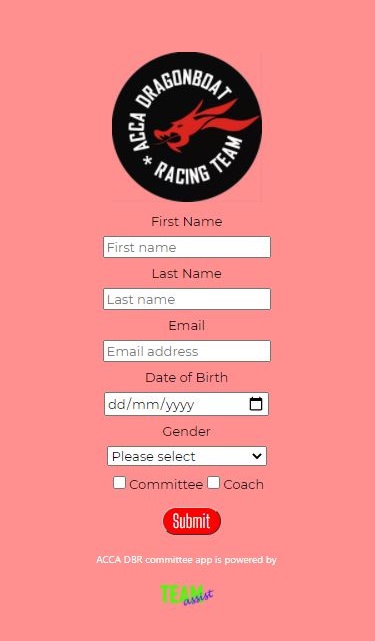 ACCA DRAGONBOAT
* RACING TEAM
First Name
First name
Last Name
Last name
Email
Email address
Date of Birth
dd/mm/yyyy
Gender
Please select
Committee Coach
Submit
ACCA DBR committee app is powered by
TEAM
assist